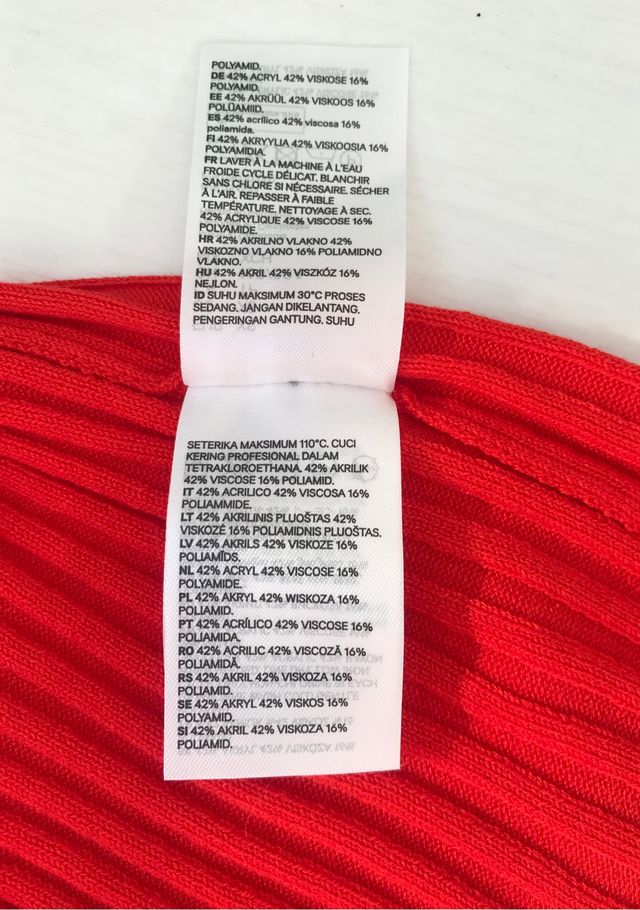 POLYAMID.
DE 42% ACRYL 42% VISKOSE 16%
POLYAMID.
EE 42% AKRÜÜL 42% VISKOOS 16%
POLÜAMIID.
ES 42% acrílico 42% viscosa 16%
poliamida.
FI 42% AKRYYLIA 42% VISKOOSIA 16%
POLYAMIDIA.
FR LAVER À LA MACHINE À L'EAU
FROIDE CYCLE DÉLICAT. BLANCHIR
SANS CHLORE SI NÉCESSAIRE. SÉCHER
À L'AIR. REPASSER À FAIBLE
TEMPÉRATURE. NETTOYAGE À SEC.
42% ACRYLIQUE 42% VISCOSE 16%
POLYAMIDE.
HR 42% AKRILNO VLAKNO 42%
VISKOZNO VLAKNO 16% POLIAMIDNO
VLAKNO.
HU 42% AKRIL 42% VISZKÓZ 16%
NEJLON.
ID SUHU MAKSIMUM 30°C PROSES
SEDANG. JANGAN DIKELANTANG.
PENGERINGAN GANTUNG. SUHU
SETERIKA MAKSIMUM 110°C. CUCI
KERING PROFESIONAL DALAM
TETRAKLOROETHANA. 42% AKRILIK
42% VISCOSE 16% POLIAMID.
IT 42% ACRILICO 42% VISCOSA 16%
POLIAMMIDE.
LT 42% AKRILINIS PLUOŠTAS 42%
VISKOZĖ 16% POLIAMIDNIS PLUOŠTAS.
LV 42% AKRILS 42% VISKOZE 16%
POLIAMĪDS.
NL 42% ACRYL 42% VISCOSE 16%
POLYAMIDE.
PL 42% AKRYL 42% WISKOZA 16%
POLIAMID.
PT 42% ACRÍLICO 42% VISCOSE 16%
POLIAMIDA.
RO 42% ACRILIC 42% VISCOZĂ 16%
POLIAMIDĂ.
RS 42% AKRIL 42% VISKOZA 16%
POLIAMID.
SE 42% AKRYL 42% VISKOS 16%
POLYAMID.
SI 42% AKRIL 42% VISKOZA 16%
POLIAMID.